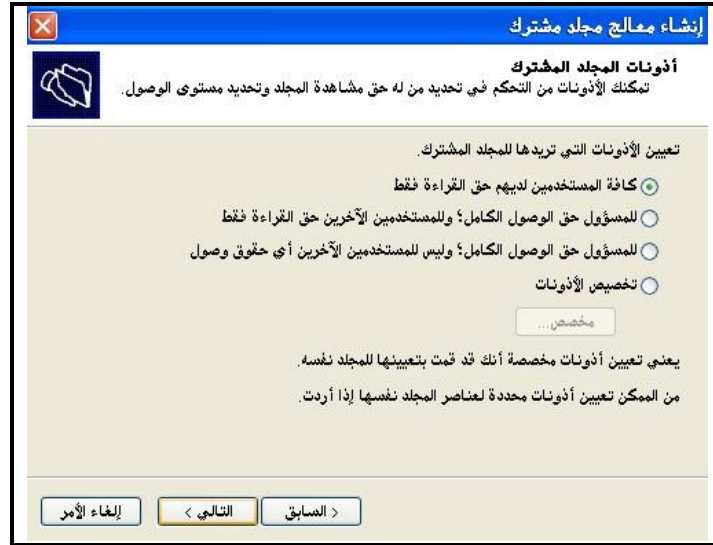 إنشاء معالج مجلد مشترك
أذونات المجلد المشترك
تمكنك الأذونات من التحكم في تحديد من له حق مشاهدة المجلد وتحديد مستوى الوصول.
تعيين الأذونات التي تريدها للمجلد المشترك.
كافة المستخدمين لديهم حق القراءة فقط
للمسؤول حق الوصول الكامل؛ وللمستخدمين الآخرين حق القراءة فقط
للمسؤول حق الوصول الكامل؛ وليس للمستخدمين الآخرين أي حقوق وصول
تخصيص الأذونات
مخصص...
يعني تعيين أذونات مخصصة أنك قد قمت بتعيينها للمجلد نفسه.
من الممكن تعيين أذونات محددة لعناصر المجلد نفسها إذا أردت.
< السابق
التالي >
إلغاء الأمر